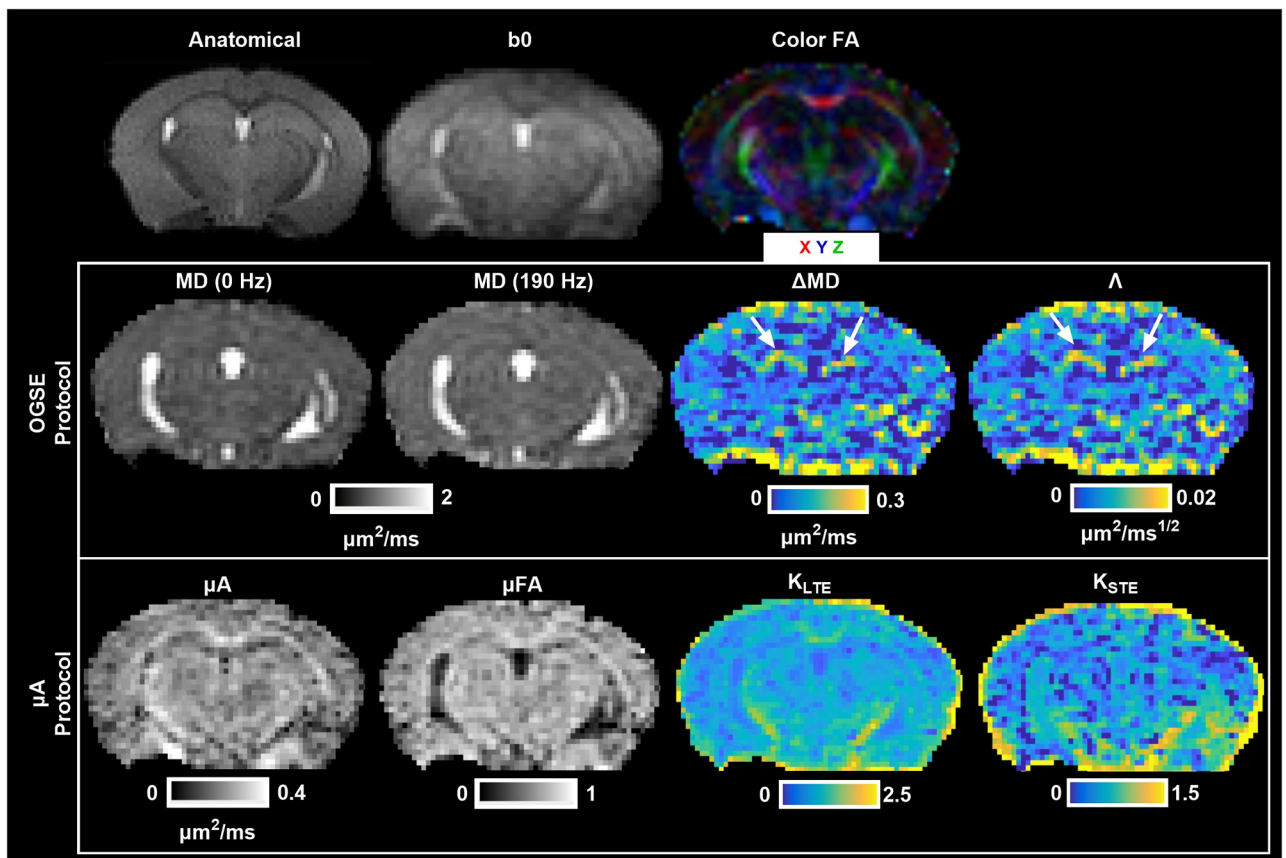 Anatomical b0 Color FA
X Y Z
OGSE
Protocol
MD (0 Hz) MD (190 Hz) ΔMD Λ
0 2
µm²/ms
0 0.3
µm²/ms
0 0.02
µm²/ms^1/2
µA
Protocol
µA µFA K_LTE K_STE
0 0.4
µm²/ms
0 1
0 2.5
0 1.5